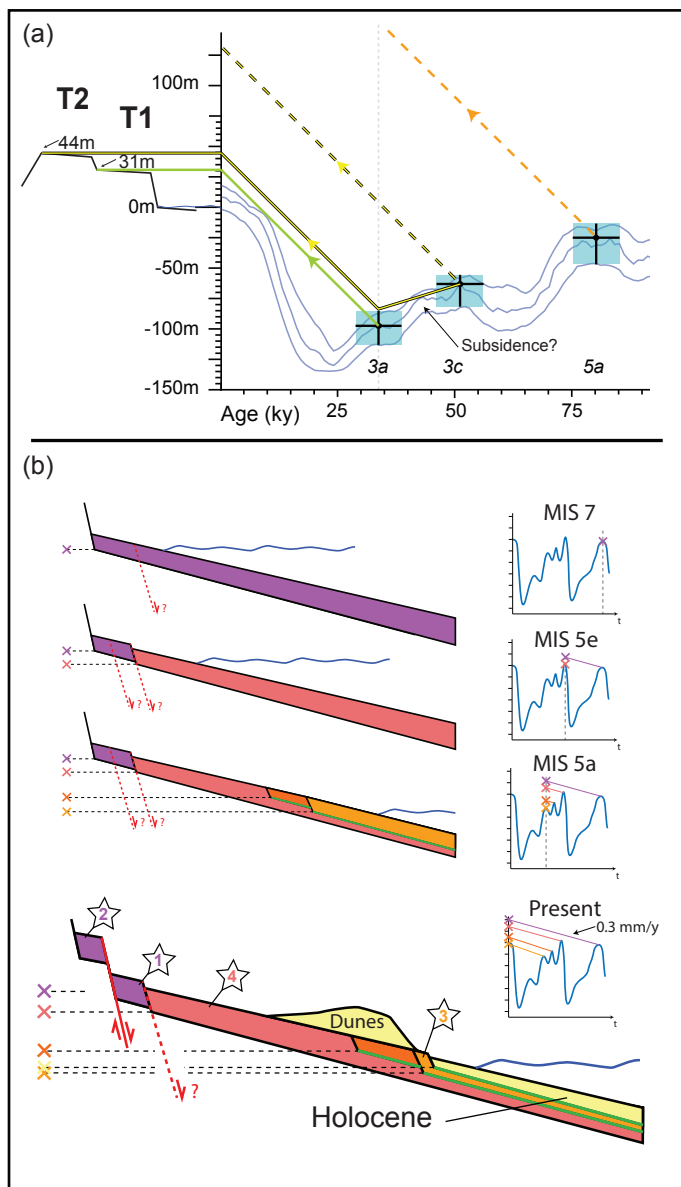 (a)
100m
T2
T1
44m
31m
0m
-50m
-100m
Subsidence?
3a
3c
5a
-150m
Age (ky)
25
50
75
(b)
MIS 7
?
t
MIS 5e
?
?
t
MIS 5a
?
?
t
Present
2
0.3 mm/y
1
4
t
3
Dunes
?
Holocene